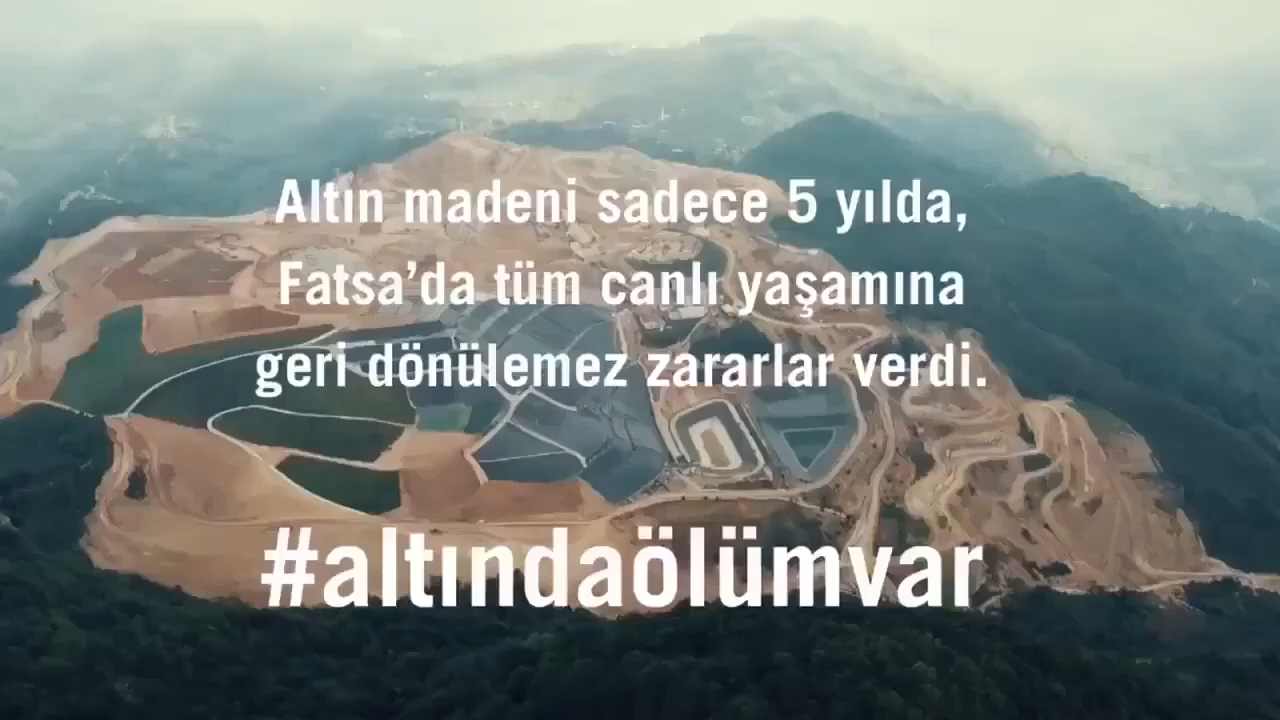 Altın madeni sadece 5 yılda,
Fatsa'da tüm canlı yaşamına
geri dönülemez zararlar verdi.
#altındaölümvar